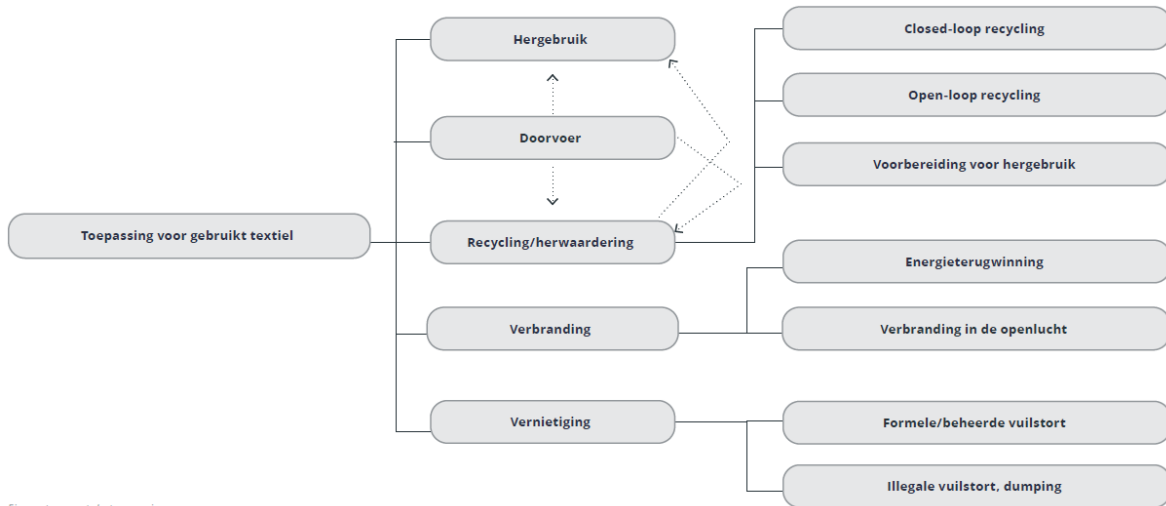 Toepassing voor gebruikt textiel
Hergebruik
Doorvoer
Recycling/herwaardering
Verbranding
Vernietiging
Closed-loop recycling
Open-loop recycling
Voorbereiding voor hergebruik
Energieterugwinning
Verbranding in de openlucht
Formele/beheerde vuilstort
Illegale vuilstort, dumping